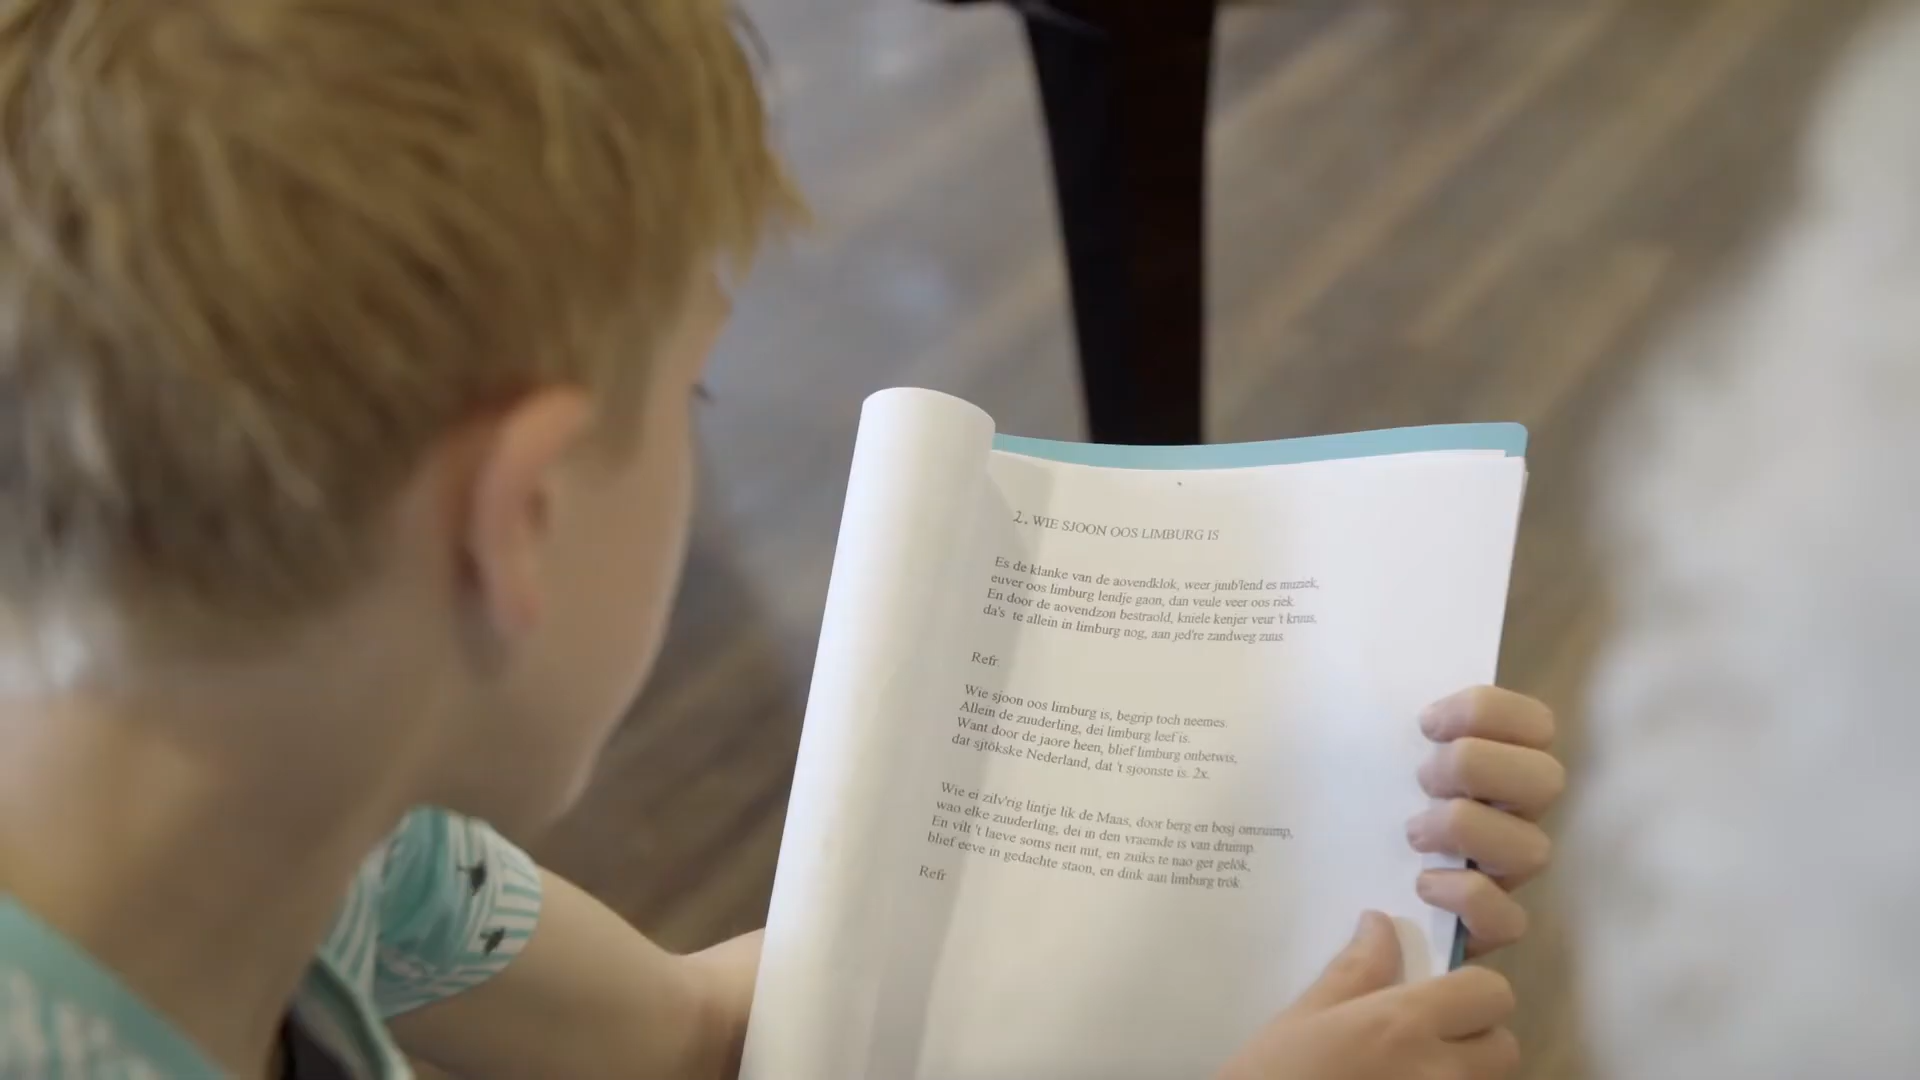 2. WIE SJOON OOS LIMBURG IS
Es de klanke van de aovendklok, weer juub'lend es muziek,
euver oos limburg lendje gaon, dan veule veer oos riek.
En door de aovendzon bestraold, kniele kenjer veur 't kruus,
da's te allein in limburg nog, aan jed're zandweg zuus.
Refr.
Wie sjoon oos limburg is, begrip toch neemes.
Allein de zuuderling, dei limburg leef is.
Want door de jaore heen, blief limburg onbetwis,
dat sjtökske Nederland, dat 't sjoonste is. 2x.
Wie ei zilv'rig lintje lik de Maas, door berg en bosj omzuimp,
wao elke zuuderling, dei in den vraemde is van druimp.
En vilt 't laeve soms neit mit, en zuiks te nao get gelök,
blief eeve in gedachte staon, en dink aan limburg trök.
Refr.